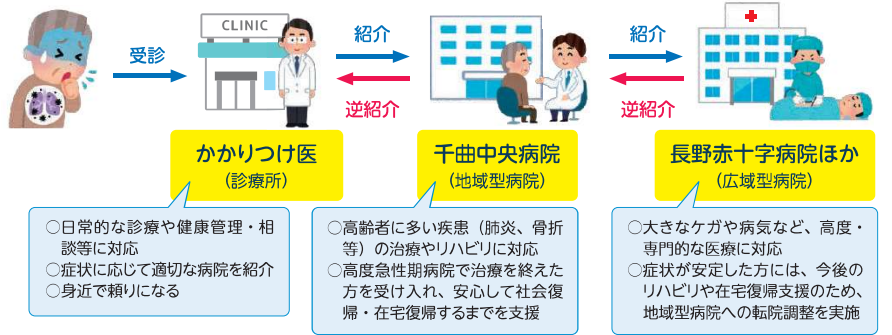 受診
CLINIC
紹介
逆紹介
紹介
逆紹介
かかりつけ医
（診療所）
○日常的な診療や健康管理・相
談等に対応
○症状に応じて適切な病院を紹介
○身近で頼りになる
千曲中央病院
（地域型病院）
○高齢者に多い疾患（肺炎、骨折
等）の治療やリハビリに対応
○高度急性期病院で治療を終えた
方を受け入れ、安心して社会復
帰・在宅復帰するまでを支援
長野赤十字病院ほか
（広域型病院）
○大きなケガや病気など、高度・
専門的な医療に対応
○症状が安定した方には、今後の
リハビリや在宅復帰支援のため、
地域型病院への転院調整を実施